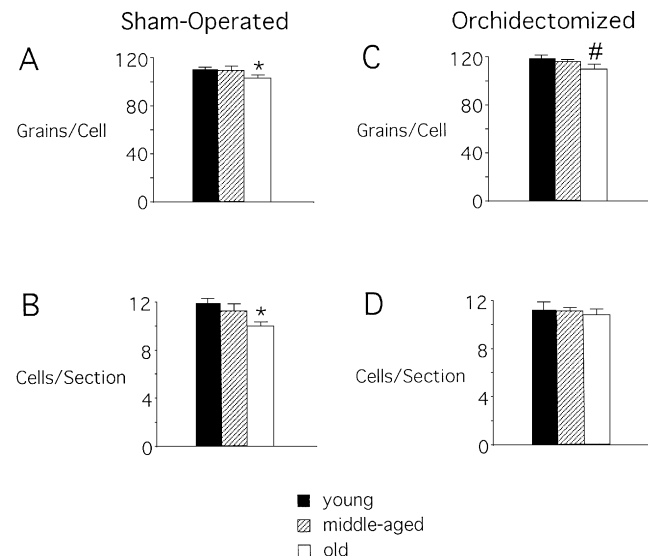 Sham-Operated
Orchidectomized
A
120
80
40
0
Grains/Cell
*
C
120
80
40
0
Grains/Cell
#
B
12
8
4
0
Cells/Section
*
D
12
8
4
0
Cells/Section
young
middle-aged
old